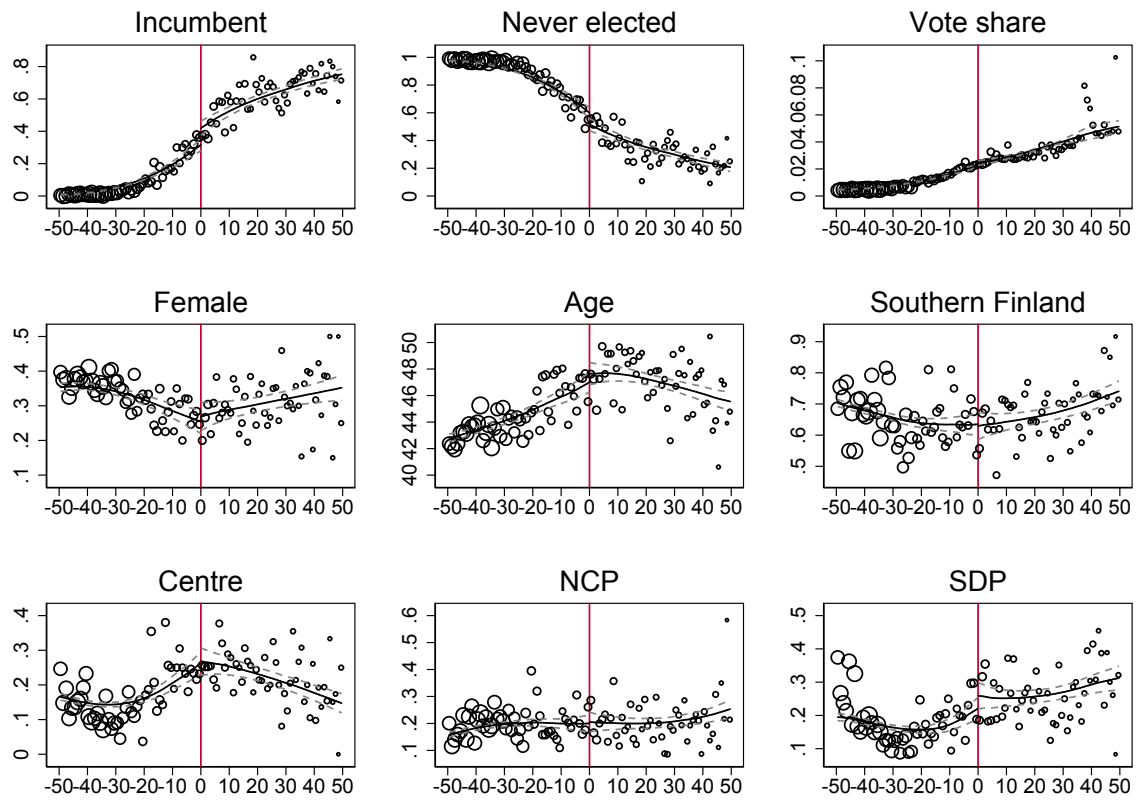 Incumbent
0 .2 .4 .6 .8
-50 -40 -30 -20 -10 0 10 20 30 40 50
Never elected
0 .2 .4 .6 .8 1
-50 -40 -30 -20 -10 0 10 20 30 40 50
Vote share
0 .02 .04 .06 .08 .1
-50 -40 -30 -20 -10 0 10 20 30 40 50
Female
.1 .2 .3 .4 .5
-50 -40 -30 -20 -10 0 10 20 30 40 50
Age
40 42 44 46 48 50
-50 -40 -30 -20 -10 0 10 20 30 40 50
Southern Finland
.5 .6 .7 .8 .9
-50 -40 -30 -20 -10 0 10 20 30 40 50
Centre
0 .1 .2 .3 .4
-50 -40 -30 -20 -10 0 10 20 30 40 50
NCP
.1 .2 .3 .4 .5 .6
-50 -40 -30 -20 -10 0 10 20 30 40 50
SDP
.1 .2 .3 .4 .5
-50 -40 -30 -20 -10 0 10 20 30 40 50